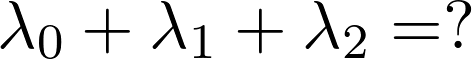 λ₀ + λ₁ + λ₂ =?